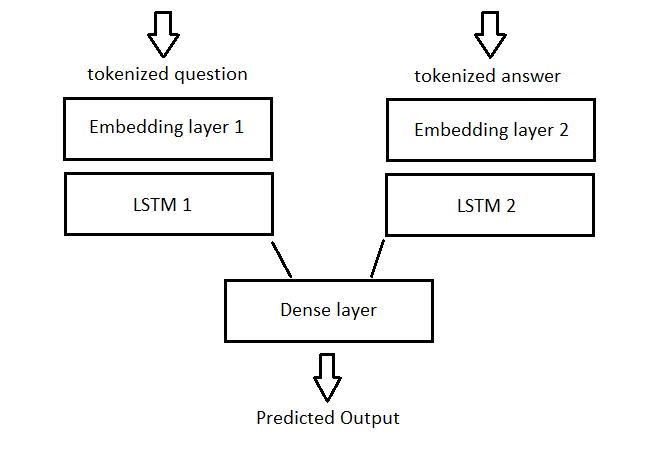 tokenized question
tokenized answer
Embedding layer 1
Embedding layer 2
LSTM 1
LSTM 2
Dense layer
Predicted Output